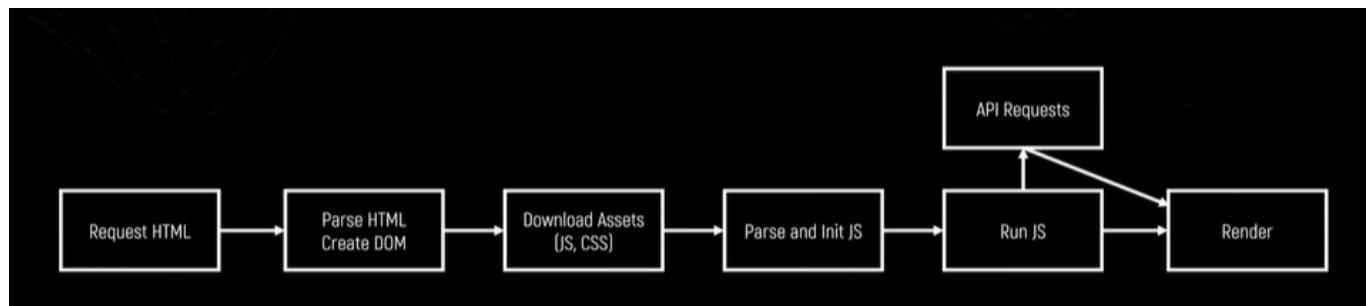 API Requests
Request HTML
Parse HTML
Create DOM
Download Assets
(JS, CSS)
Parse and Init JS
Run JS
Render